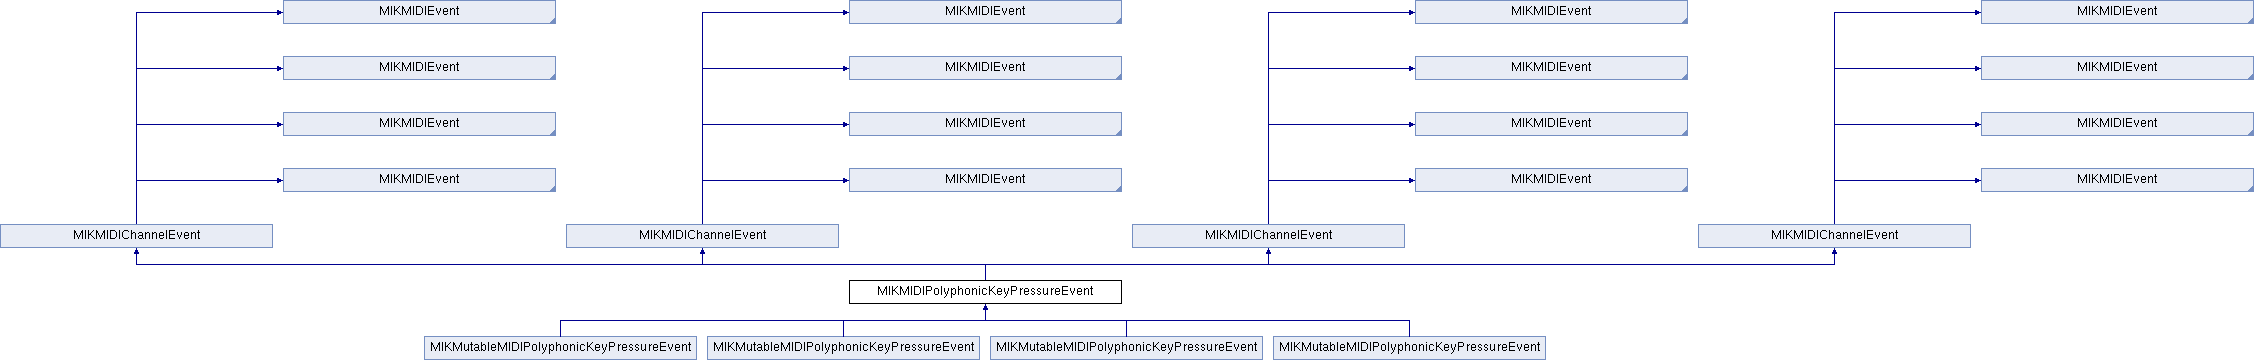 MIKMIDIEvent MIKMIDIEvent MIKMIDIEvent MIKMIDIEvent
MIKMIDIEvent MIKMIDIEvent MIKMIDIEvent MIKMIDIEvent
MIKMIDIEvent MIKMIDIEvent MIKMIDIEvent MIKMIDIEvent
MIKMIDIEvent MIKMIDIEvent MIKMIDIEvent MIKMIDIEvent
MIKMIDIChannelEvent MIKMIDIChannelEvent MIKMIDIChannelEvent MIKMIDIChannelEvent
MIKMIDIPolyphonicKeyPressureEvent
MIKMutableMIDIPolyphonicKeyPressureEvent MIKMutableMIDIPolyphonicKeyPressureEvent MIKMutableMIDIPolyphonicKeyPressureEvent MIKMutableMIDIPolyphonicKeyPressureEvent